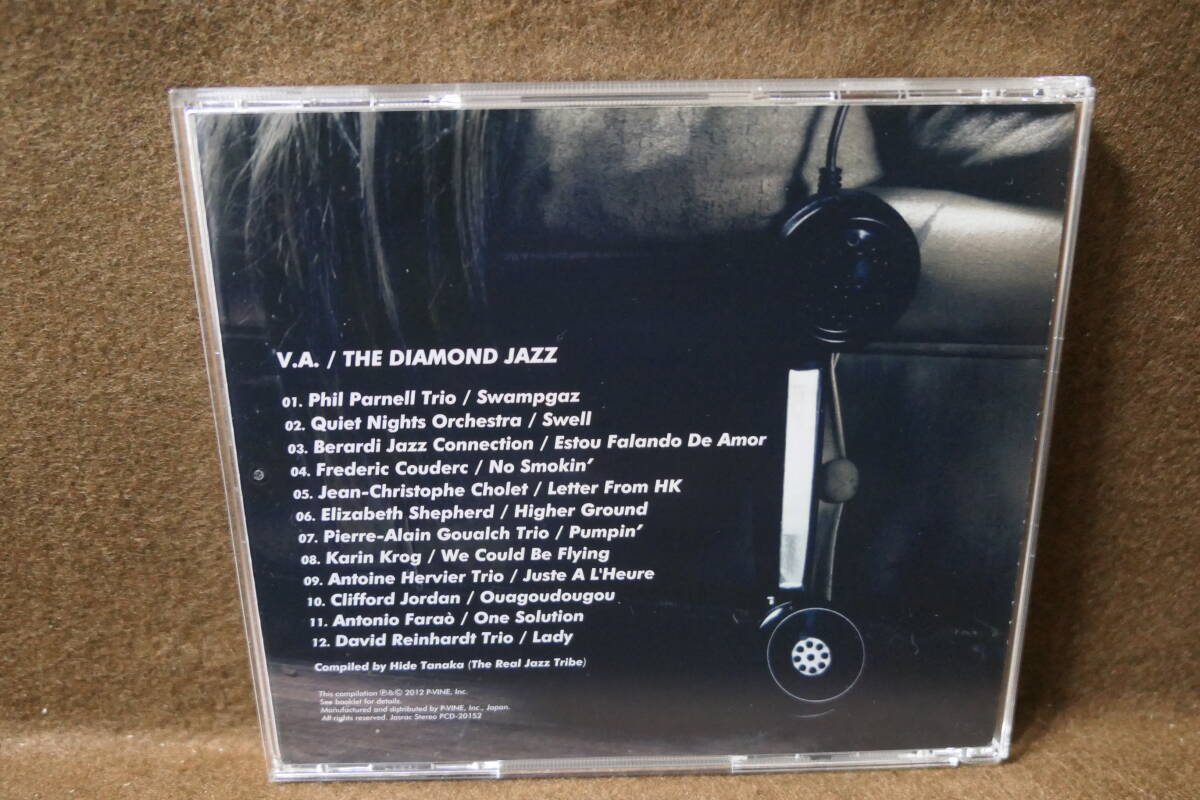 V.A. / THE DIAMOND JAZZ
01. Phil Parnell Trio / Swampgaz
02. Quiet Nights Orchestra / Swell
03. Berardi Jazz Connection / Estou Falando De Amor
04. Frederic Couderc / No Smokin'
05. Jean-Christophe Cholet / Letter From HK
06. Elizabeth Shepherd / Higher Ground
07. Pierre-Alain Goualch Trio / Pumpin'
08. Karin Krog / We Could Be Flying
09. Antoine Hervier Trio / Juste A L'Heure
10. Clifford Jordan / Ouagoudougou
11. Antonio Faraò / One Solution
12. David Reinhardt Trio / Lady
Compiled by Hide Tanaka (The Real Jazz Tribe)
This compilation ℗&© 2012 P-VINE, Inc.
See booklet for details.
Manufactured and distributed by P-VINE, Inc., Japan.
All rights reserved. Jasrac Stereo PCD-20152